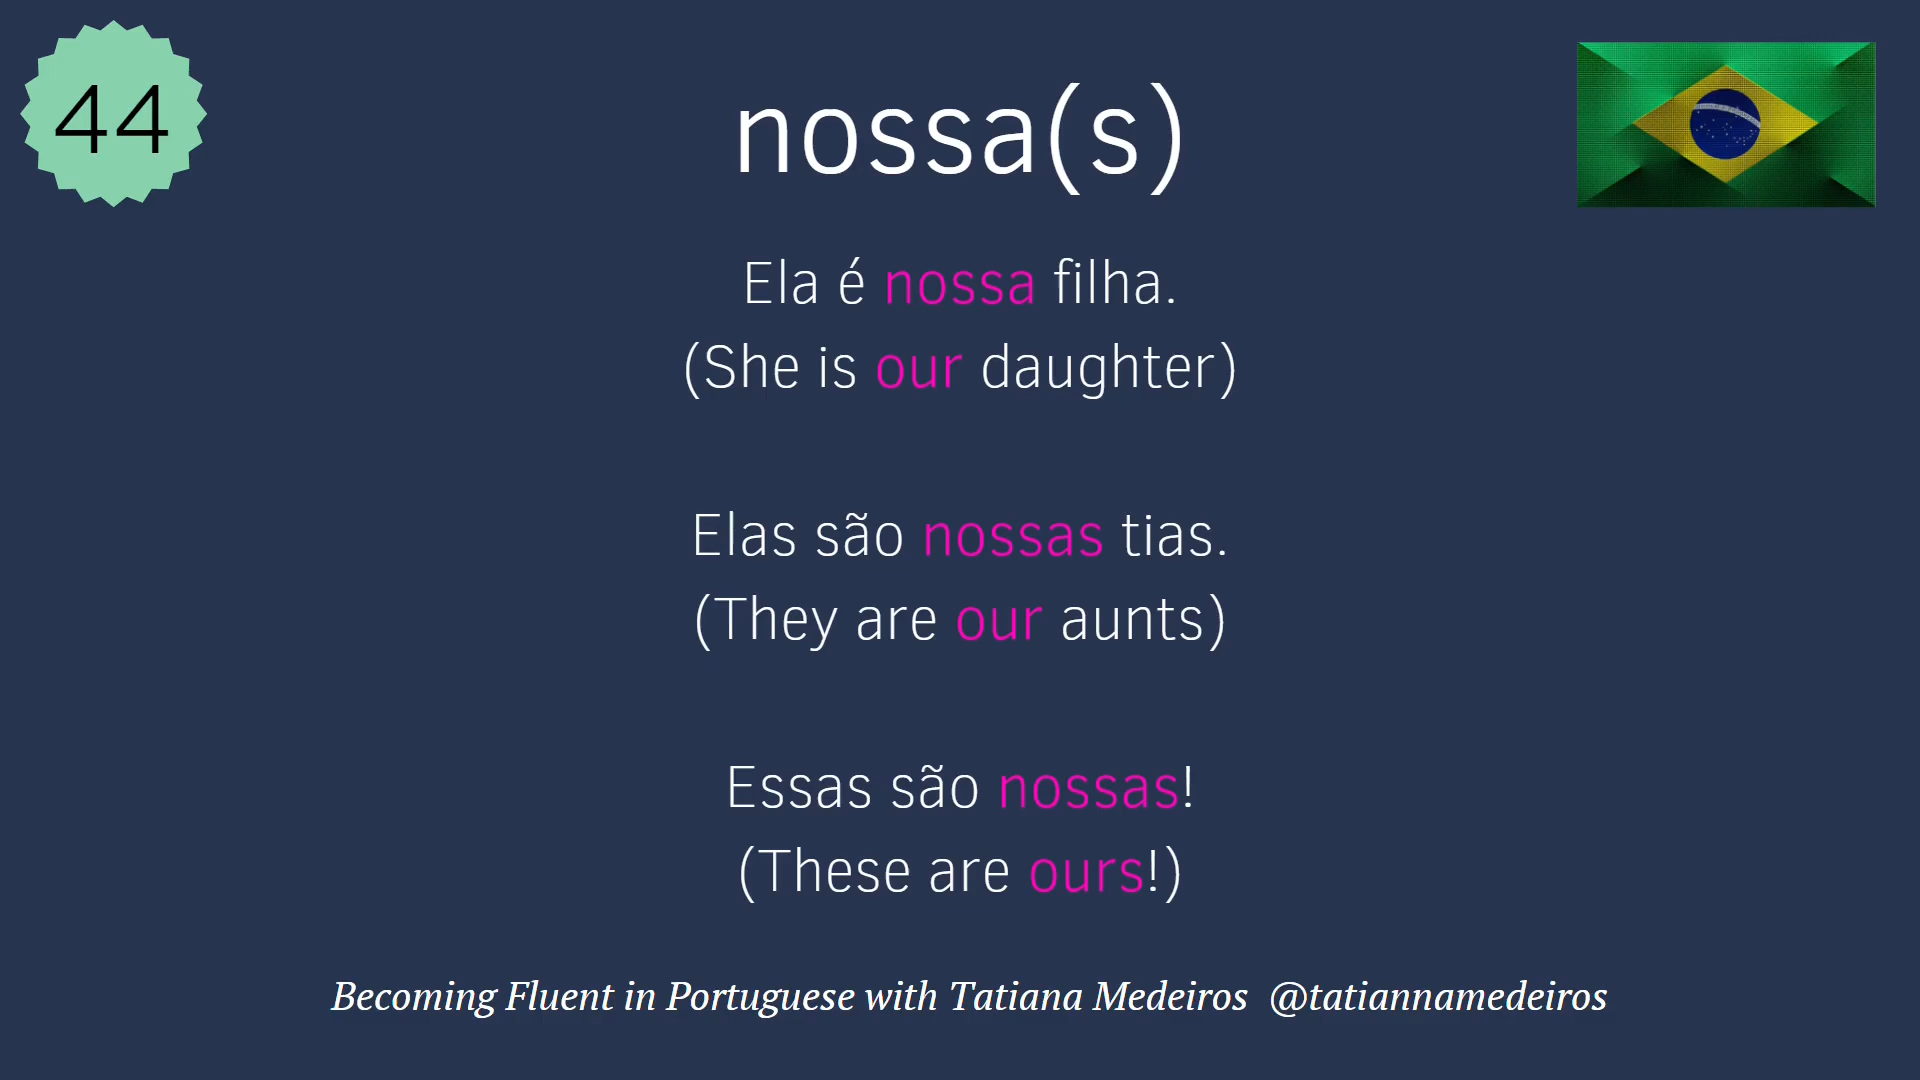 44
nossa(s)
Ela é nossa filha.
(She is our daughter)
Elas são nossas tias.
(They are our aunts)
Essas são nossas!
(These are ours!)
Becoming Fluent in Portuguese with Tatiana Medeiros @tatiannamedeiros